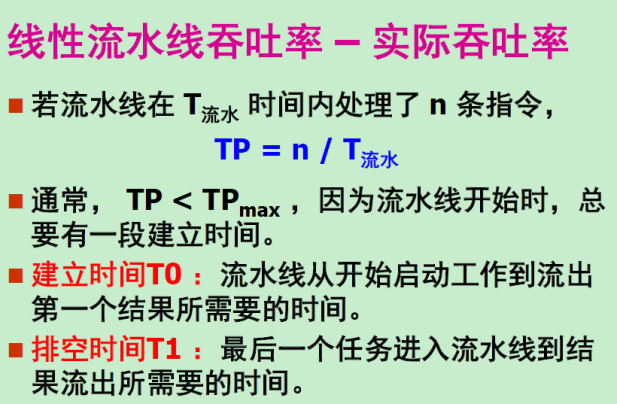 线性流水线吞吐率 – 实际吞吐率
■ 若流水线在 T流水 时间内处理了 n 条指令，
TP = n / T流水
■ 通常， TP < TPmax ，因为流水线开始时，总
要有一段建立时间。
■ 建立时间T0 ：流水线从开始启动工作到流出
第一个结果所需要的时间。
■ 排空时间T1 ：最后一个任务进入流水线到结
果流出所需要的时间。